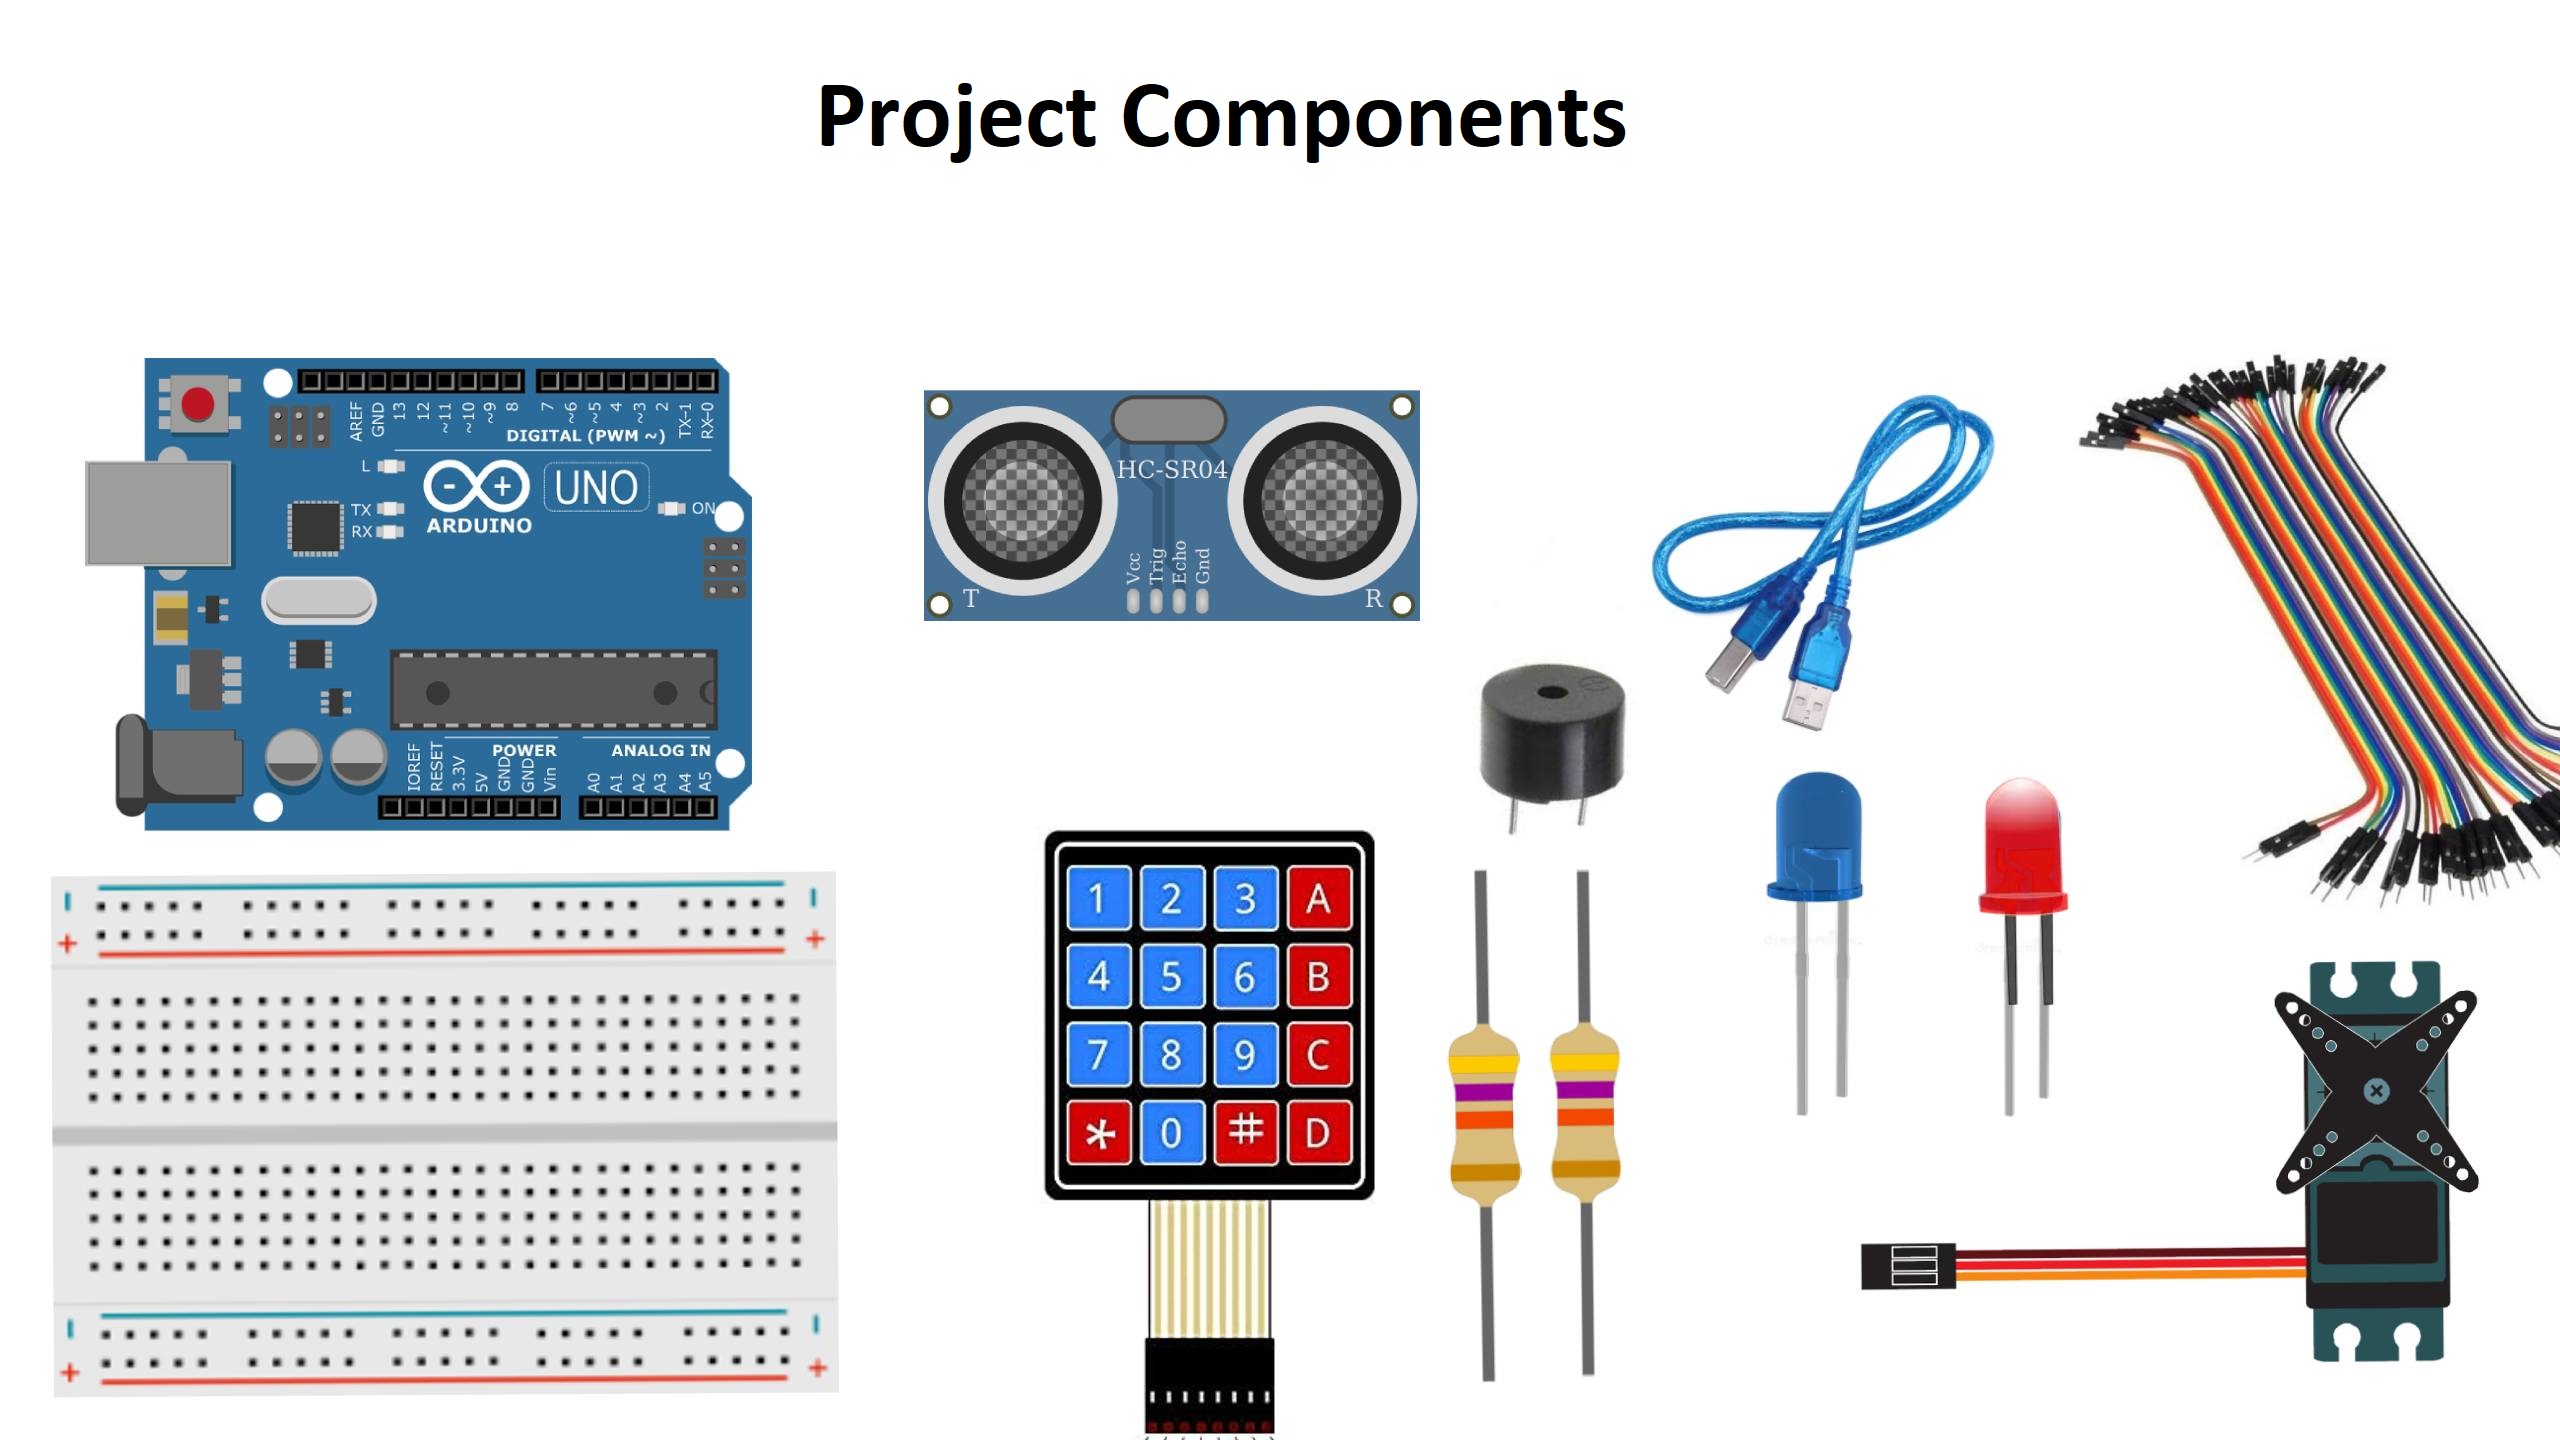 Project Components
AREF
GND
13
12
~11
~10
~9
8
7
~6
~5
4
~3
2
TX-1
RX-0
DIGITAL (PWM ~)
L
TX
RX
- +
ARDUINO
UNO
ON
POWER
ANALOG IN
IOREF
RESET
3.3V
5V
GND
GND
Vin
A0
A1
A2
A3
A4
A5
HC-SR04
Vcc
Trig
Echo
Gnd
T
R
- -
+ +
- -
+ +
1 2 3 A
4 5 6 B
7 8 9 C
* 0 # D